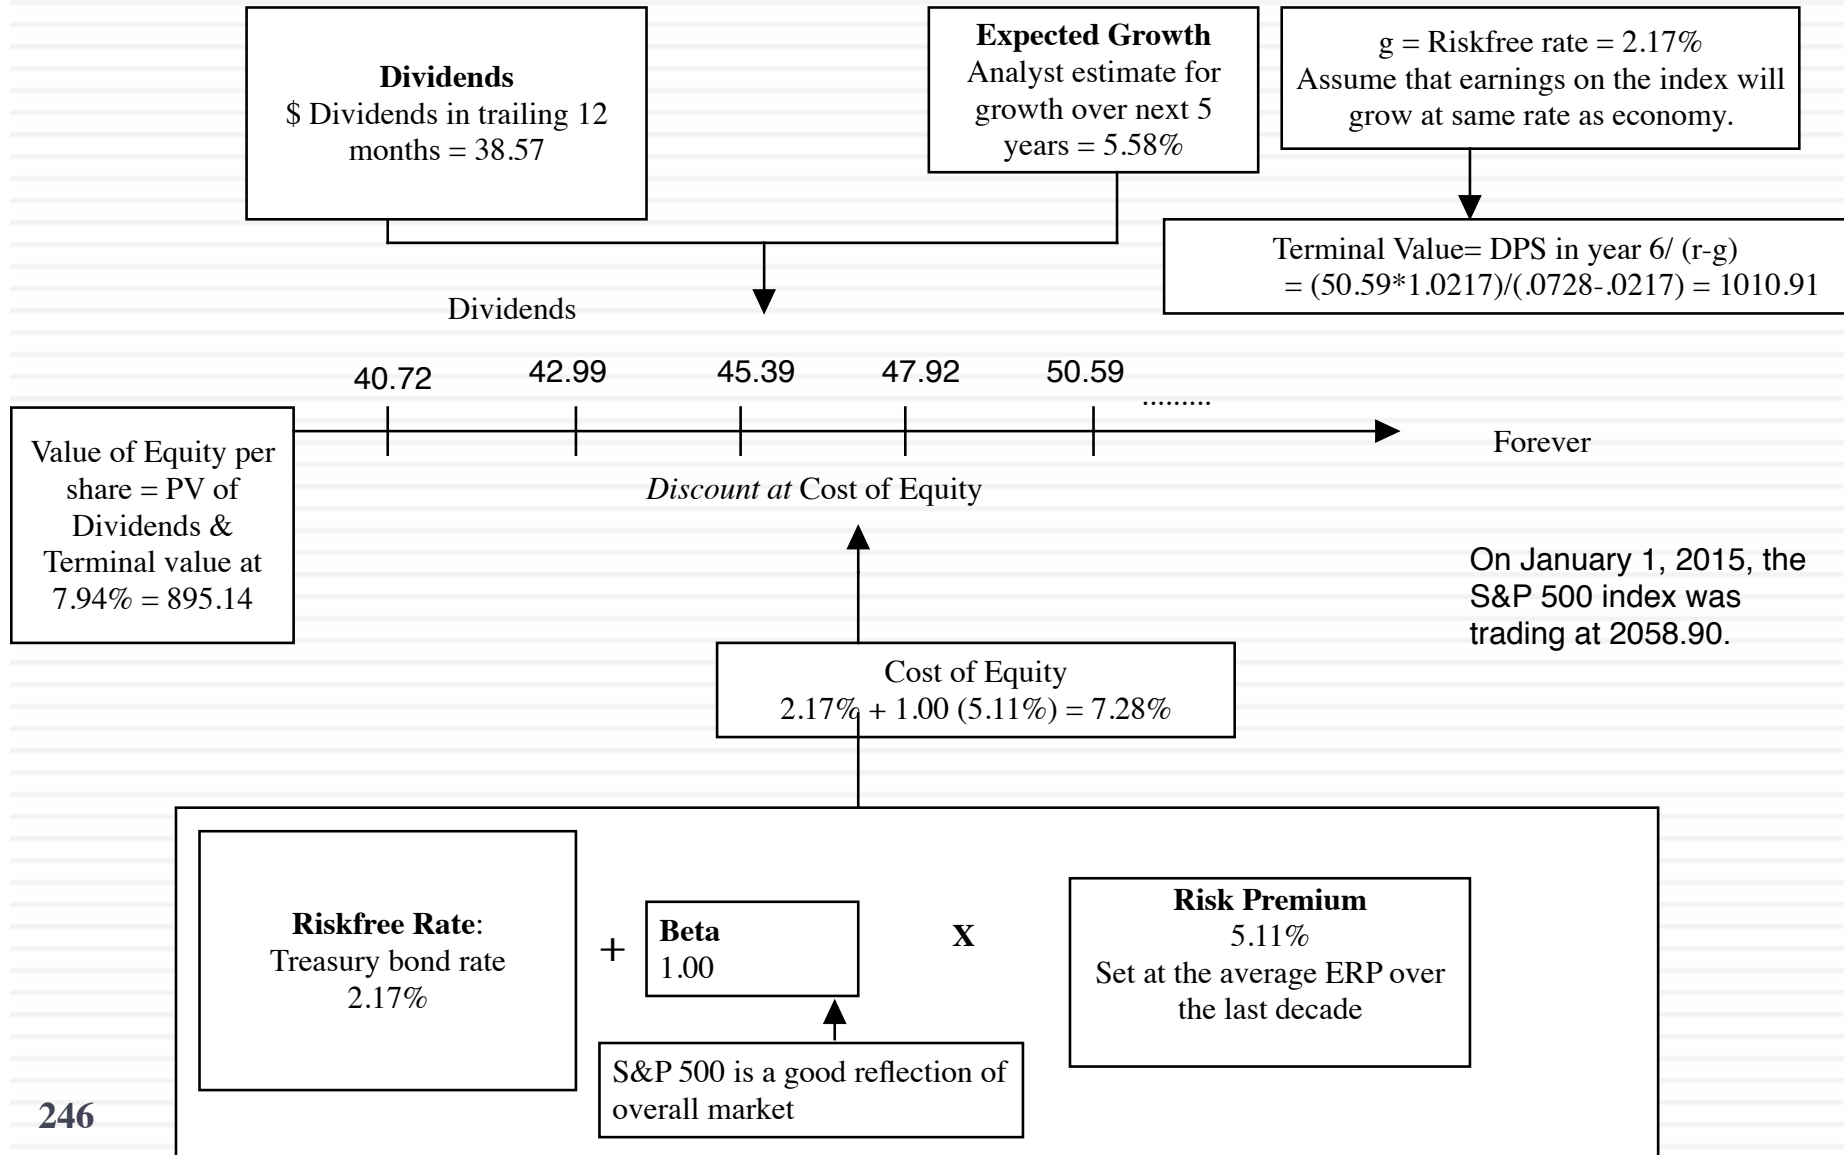 Dividends
$ Dividends in trailing 12
months = 38.57
Expected Growth
Analyst estimate for
growth over next 5
years = 5.58%
g = Riskfree rate = 2.17%
Assume that earnings on the index will
grow at same rate as economy.
Terminal Value= DPS in year 6/ (r-g)
= (50.59*1.0217)/(.0728-.0217) = 1010.91
Dividends
40.72 42.99 45.39 47.92 50.59
.........
Forever
Value of Equity per
share = PV of
Dividends &
Terminal value at
7.94% = 895.14
Discount at Cost of Equity
On January 1, 2015, the
S&P 500 index was
trading at 2058.90.
Cost of Equity
2.17% + 1.00 (5.11%) = 7.28%
Riskfree Rate:
Treasury bond rate
2.17%
+
Beta
1.00
X
Risk Premium
5.11%
Set at the average ERP over
the last decade
S&P 500 is a good reflection of
overall market
246